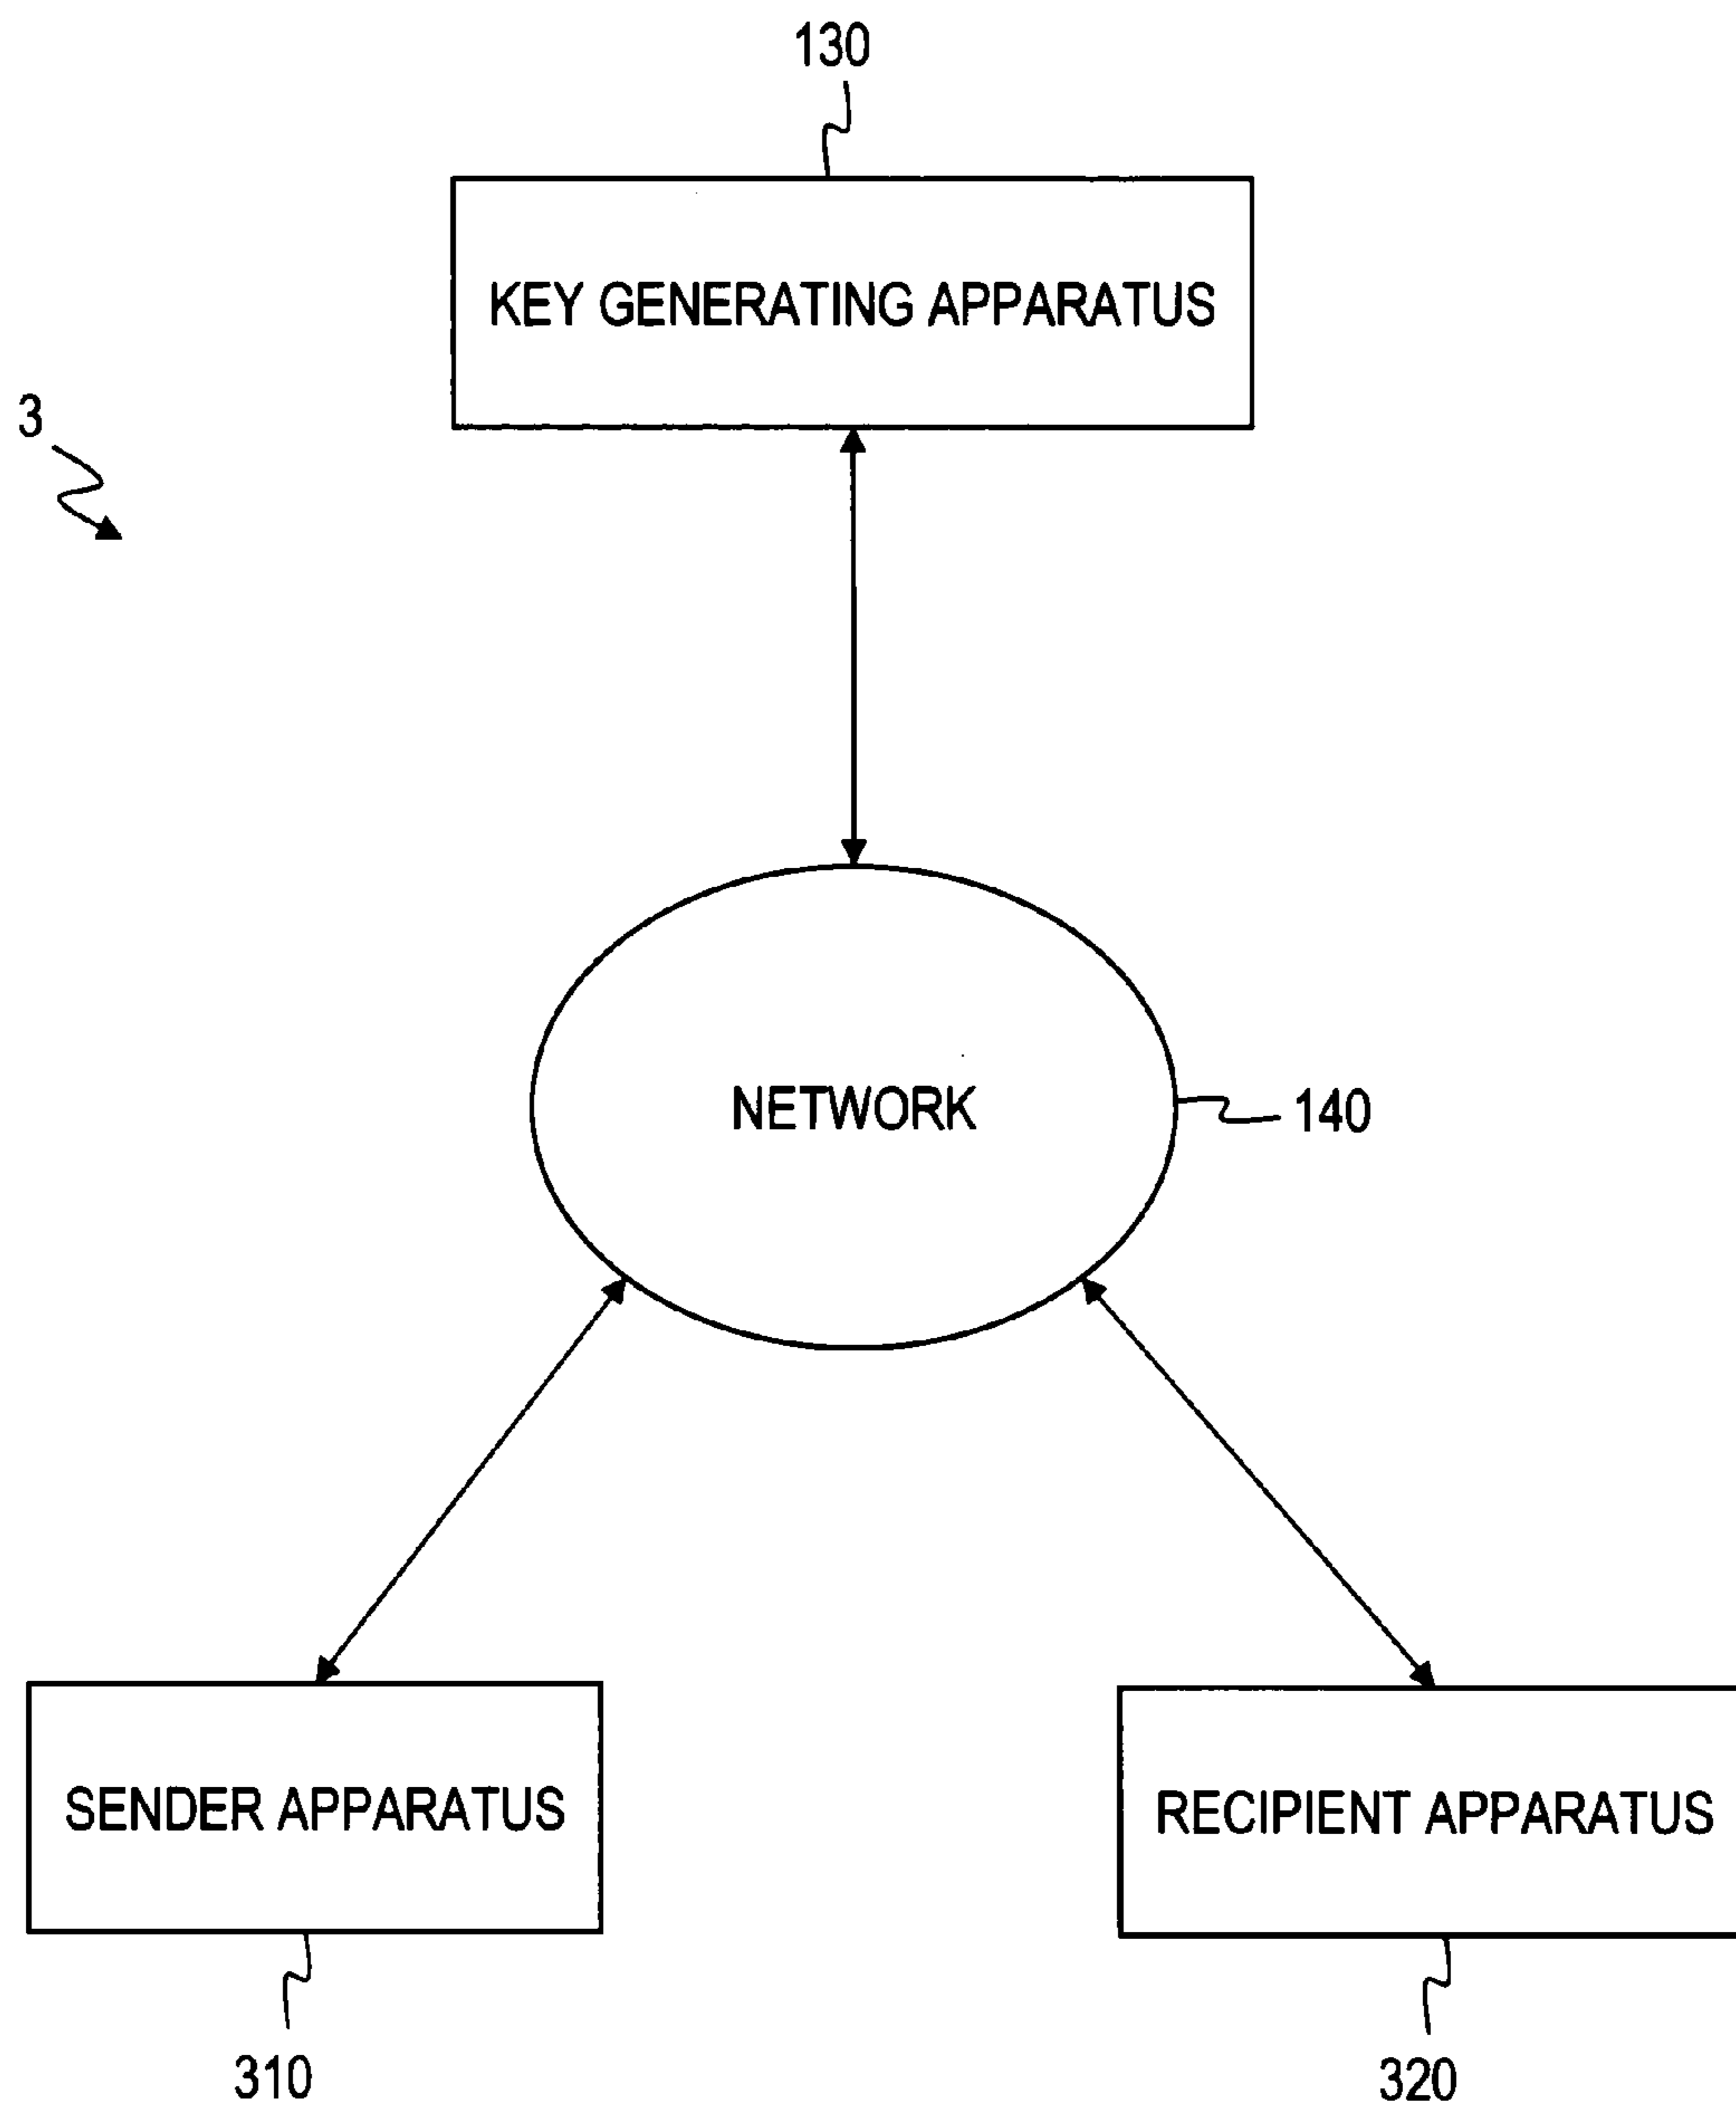 130
KEY GENERATING APPARATUS
3
NETWORK
140
SENDER APPARATUS
RECIPIENT APPARATUS
310
320